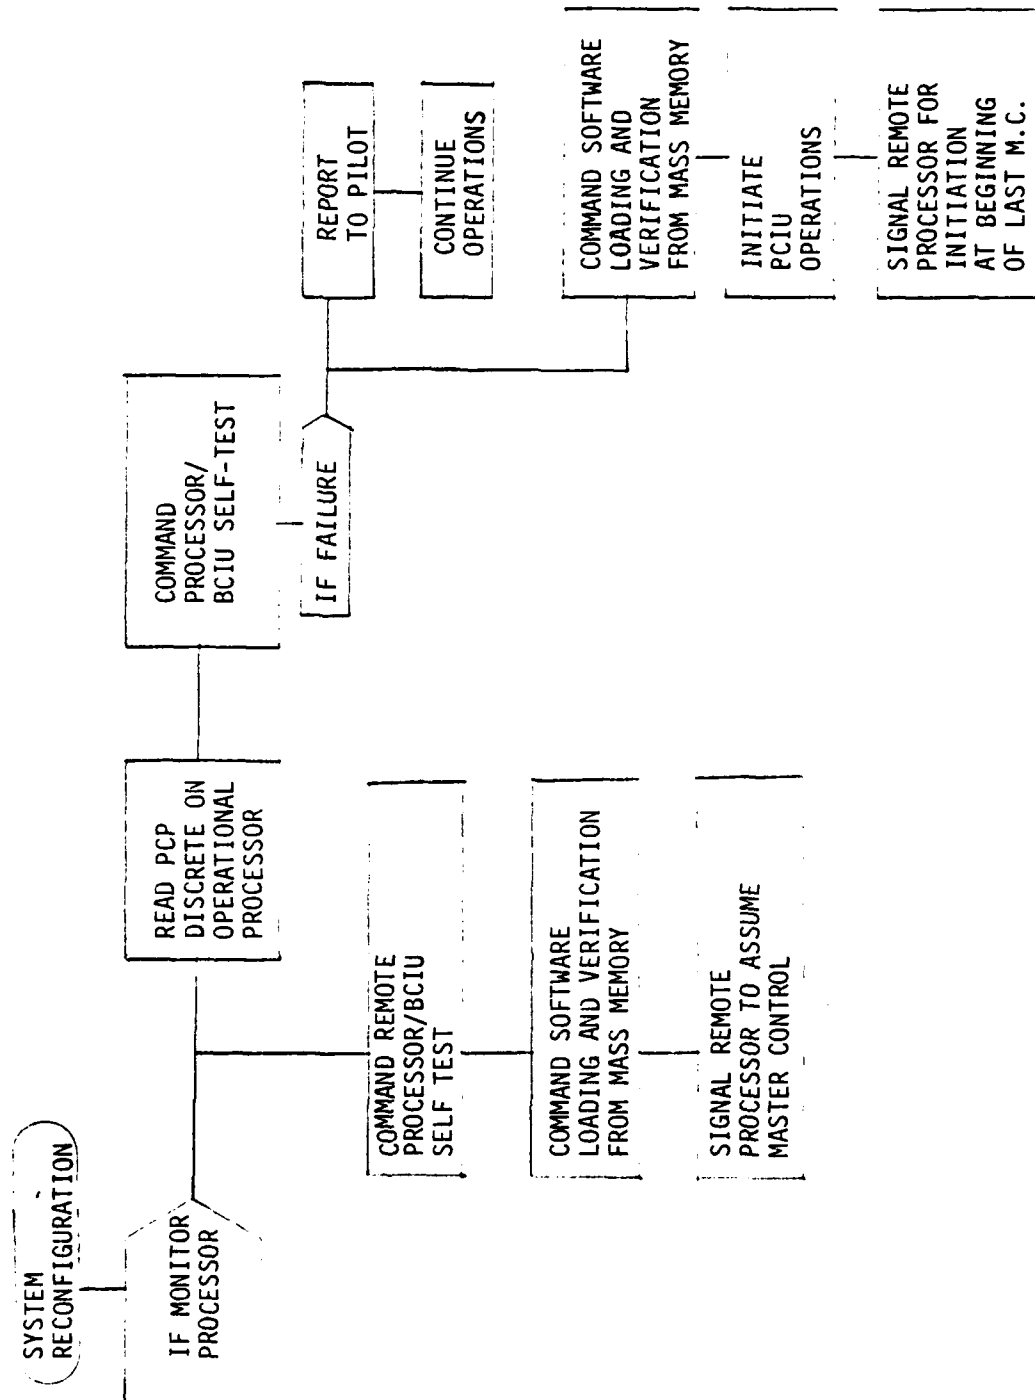 SYSTEM
RECONFIGURATION
IF MONITOR
PROCESSOR
READ PCP
DISCRETE ON
OPERATIONAL
PROCESSOR
COMMAND
PROCESSOR/
BCIU SELF-TEST
IF FAILURE
REPORT
TO PILOT
CONTINUE
OPERATIONS
COMMAND SOFTWARE
LOADING AND
VERIFICATION
FROM MASS MEMORY
INITIATE
PCIU
OPERATIONS
SIGNAL REMOTE
PROCESSOR FOR
INITIATION
AT BEGINNING
OF LAST M.C.
COMMAND REMOTE
PROCESSOR/BCIU
SELF TEST
COMMAND SOFTWARE
LOADING AND VERIFICATION
FROM MASS MEMORY
SIGNAL REMOTE
PROCESSOR TO ASSUME
MASTER CONTROL